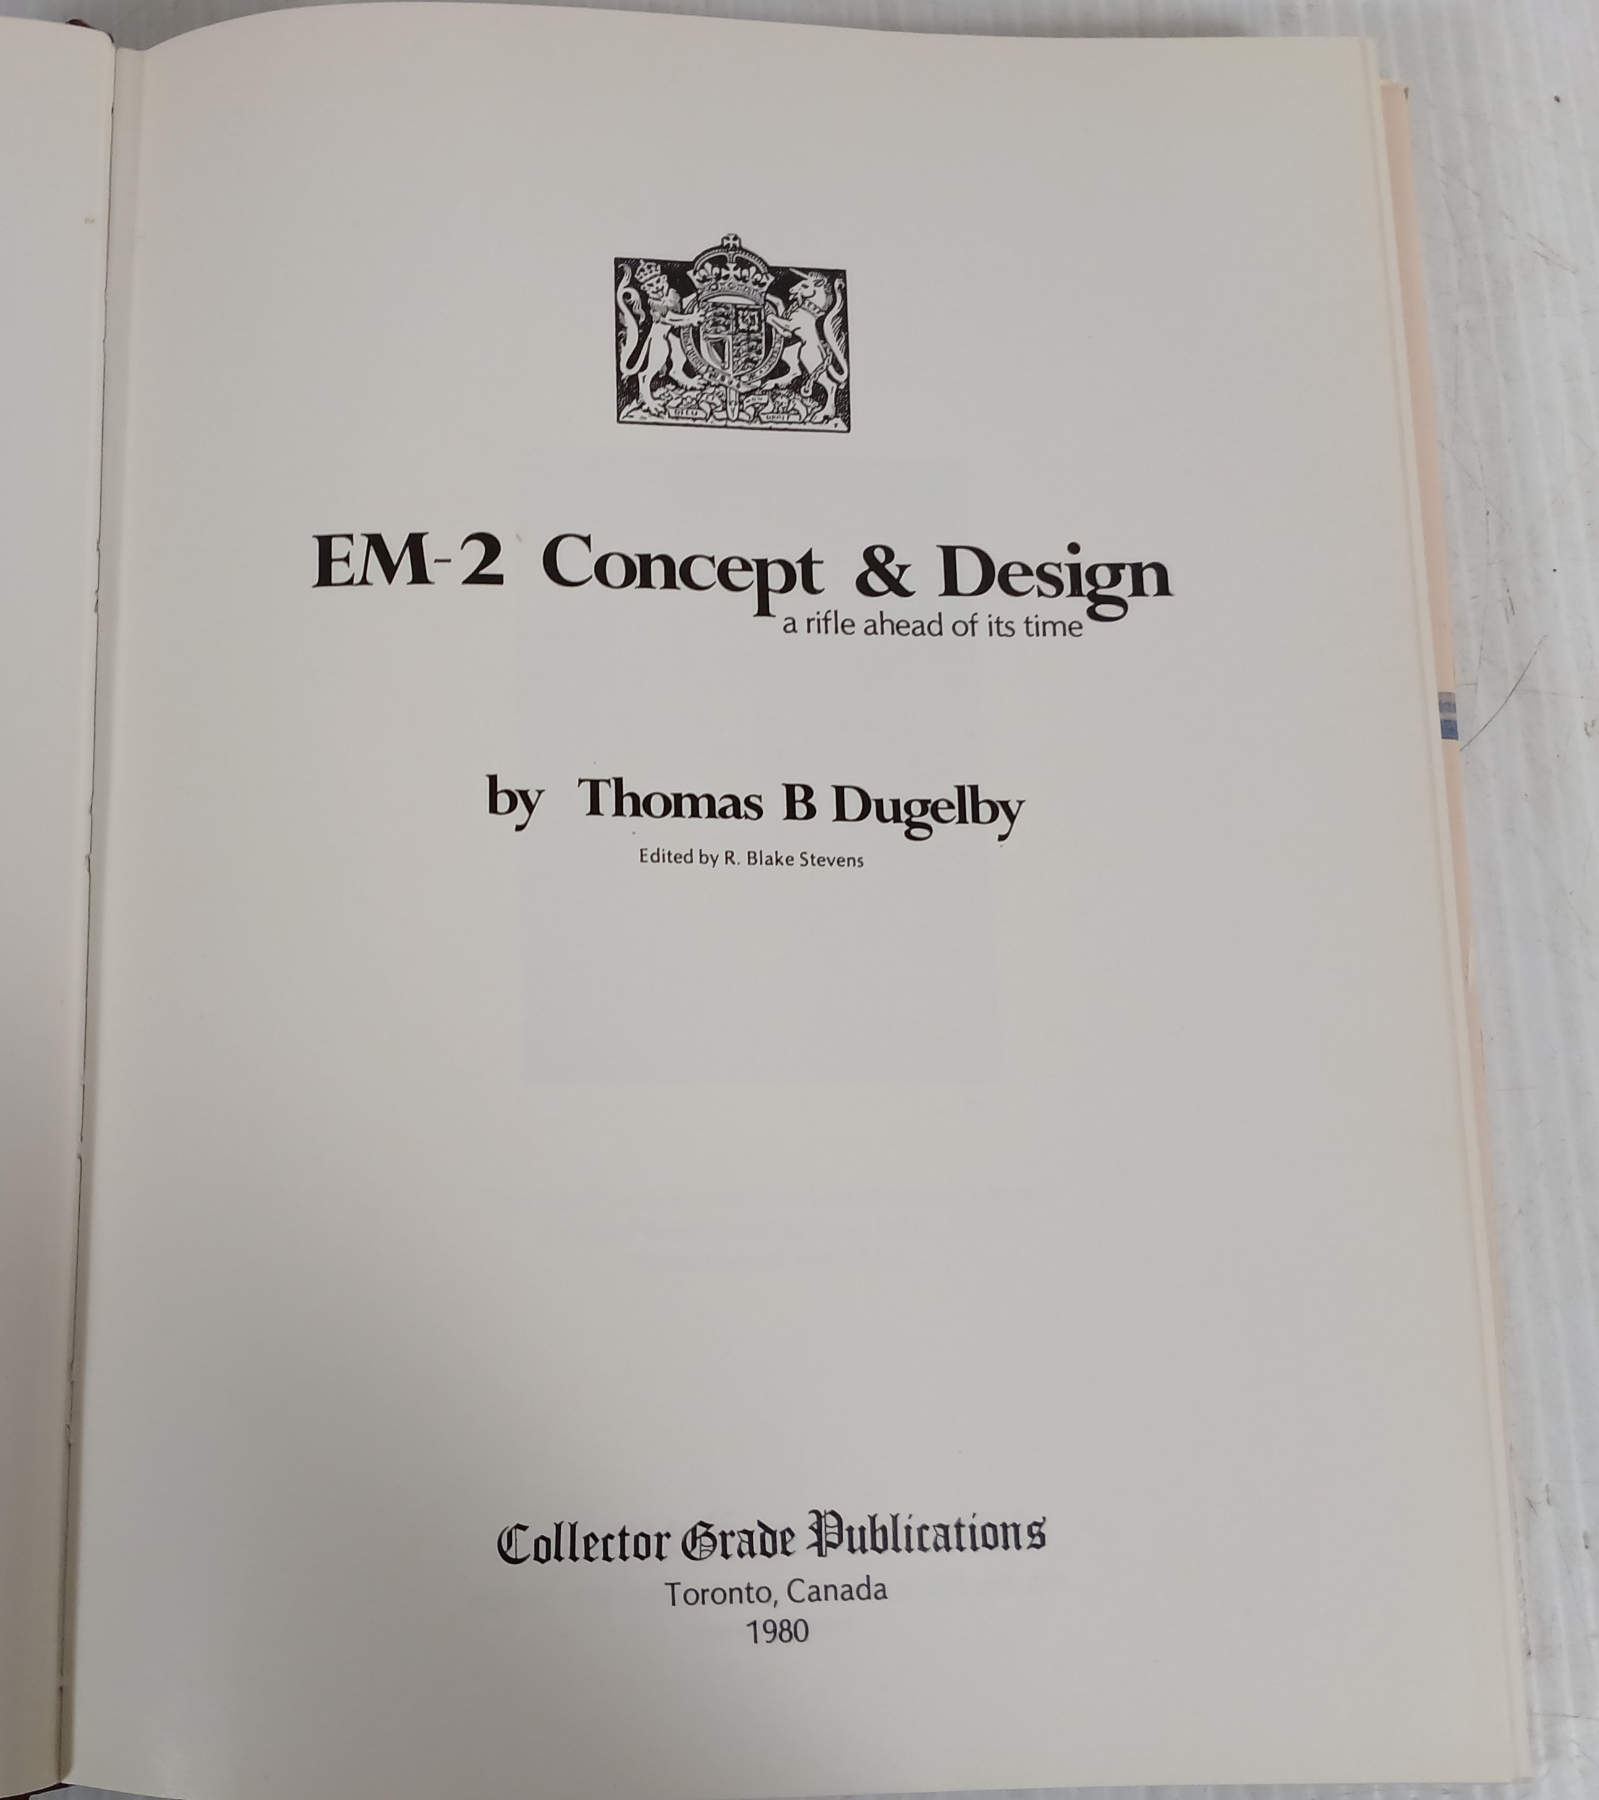 EM-2 Concept & Design
a rifle ahead of its time
by Thomas B Dugelby
Edited by R. Blake Stevens
Collector Grade Publications
Toronto, Canada
1980